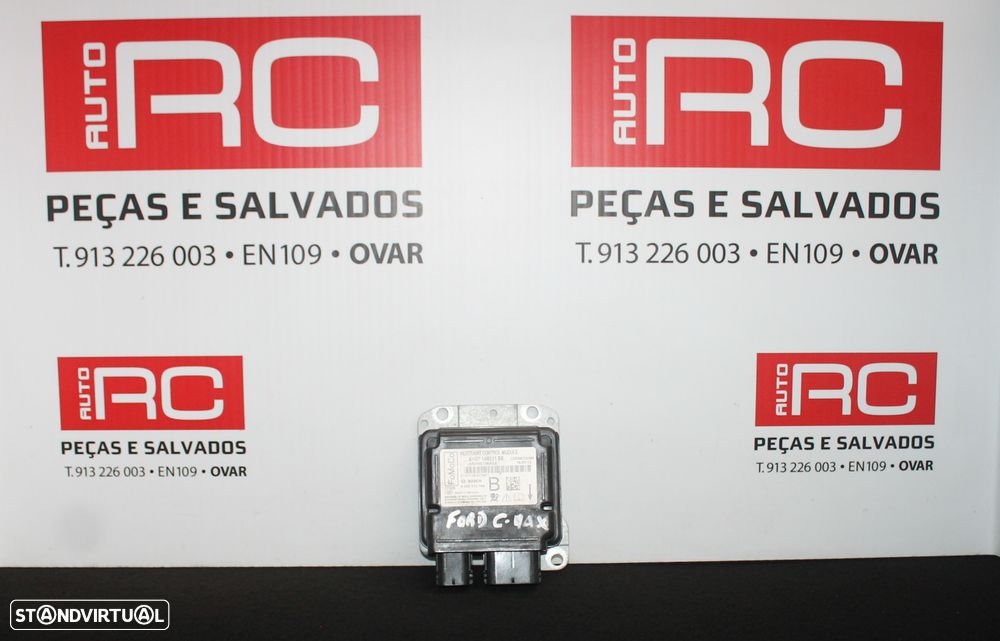 AUTO RC
PEÇAS E SALVADOS
T. 913 226 003 • EN109 • OVAR
AUTO RC
PEÇAS E SALVADOS
T. 913 226 003 • EN109 • OVAR
AUTO RC
PEÇAS E SALVADOS
T. 913 226 003 • EN109 • OVAR
AUTO RC
PEÇAS E SALVADOS
T. 913 226 003 • EN109 • OVAR
FoMoCo
RESTRAINT CONTROL MODULE
BOSCH
B
FORD C-MAX
STANDVIRTUAL